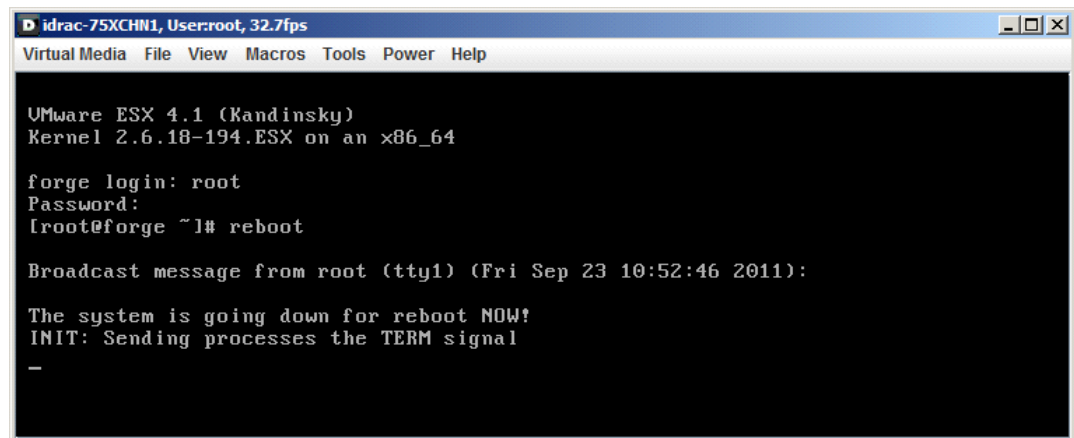 D idrac-75XCHN1, User:root, 32.7fps
Virtual Media File View Macros Tools Power Help
VMware ESX 4.1 (Kandinsky)
Kernel 2.6.18-194.ESX on an x86_64
forge login: root
Password:
[root@forge ~]# reboot
Broadcast message from root (tty1) (Fri Sep 23 10:52:46 2011):
The system is going down for reboot NOW!
INIT: Sending processes the TERM signal
_